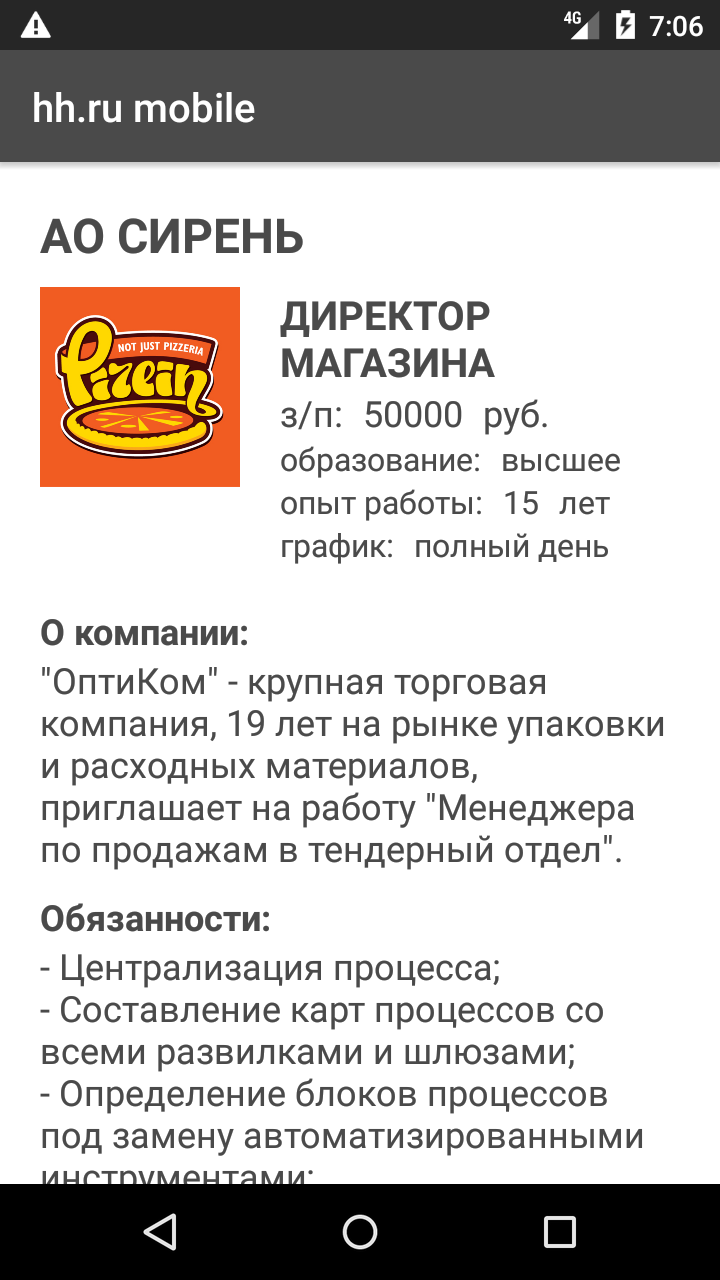 4G 7:06
hh.ru mobile
АО СИРЕНЬ
NOT JUST PIZZERIA
Pizein
ДИРЕКТОР
МАГАЗИНА
з/п: 50000 руб.
образование: высшее
опыт работы: 15 лет
график: полный день
О компании:
"ОптиКом" - крупная торговая
компания, 19 лет на рынке упаковки
и расходных материалов,
приглашает на работу "Менеджера
по продажам в тендерный отдел".
Обязанности:
- Централизация процесса;
- Составление карт процессов со
всеми развилками и шлюзами;
- Определение блоков процессов
под замену автоматизированными
инструментами;